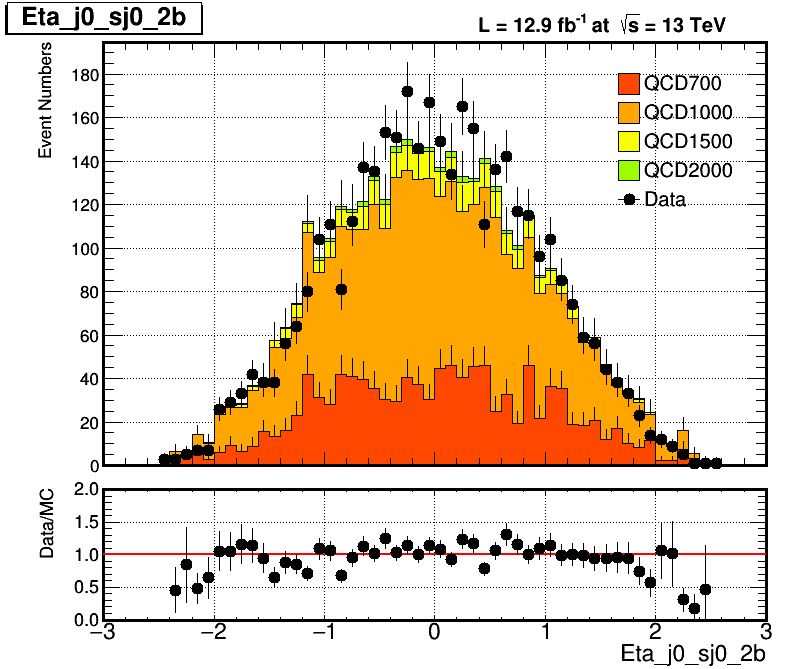 Eta_j0_sj0_2b
L = 12.9 fb⁻¹ at √s = 13 TeV
Event Numbers
180
160
140
120
100
80
60
40
20
0
QCD700
QCD1000
QCD1500
QCD2000
Data
Data/MC
2.0
1.5
1.0
0.5
0.0
−3 −2 −1 0 1 2 3
Eta_j0_sj0_2b